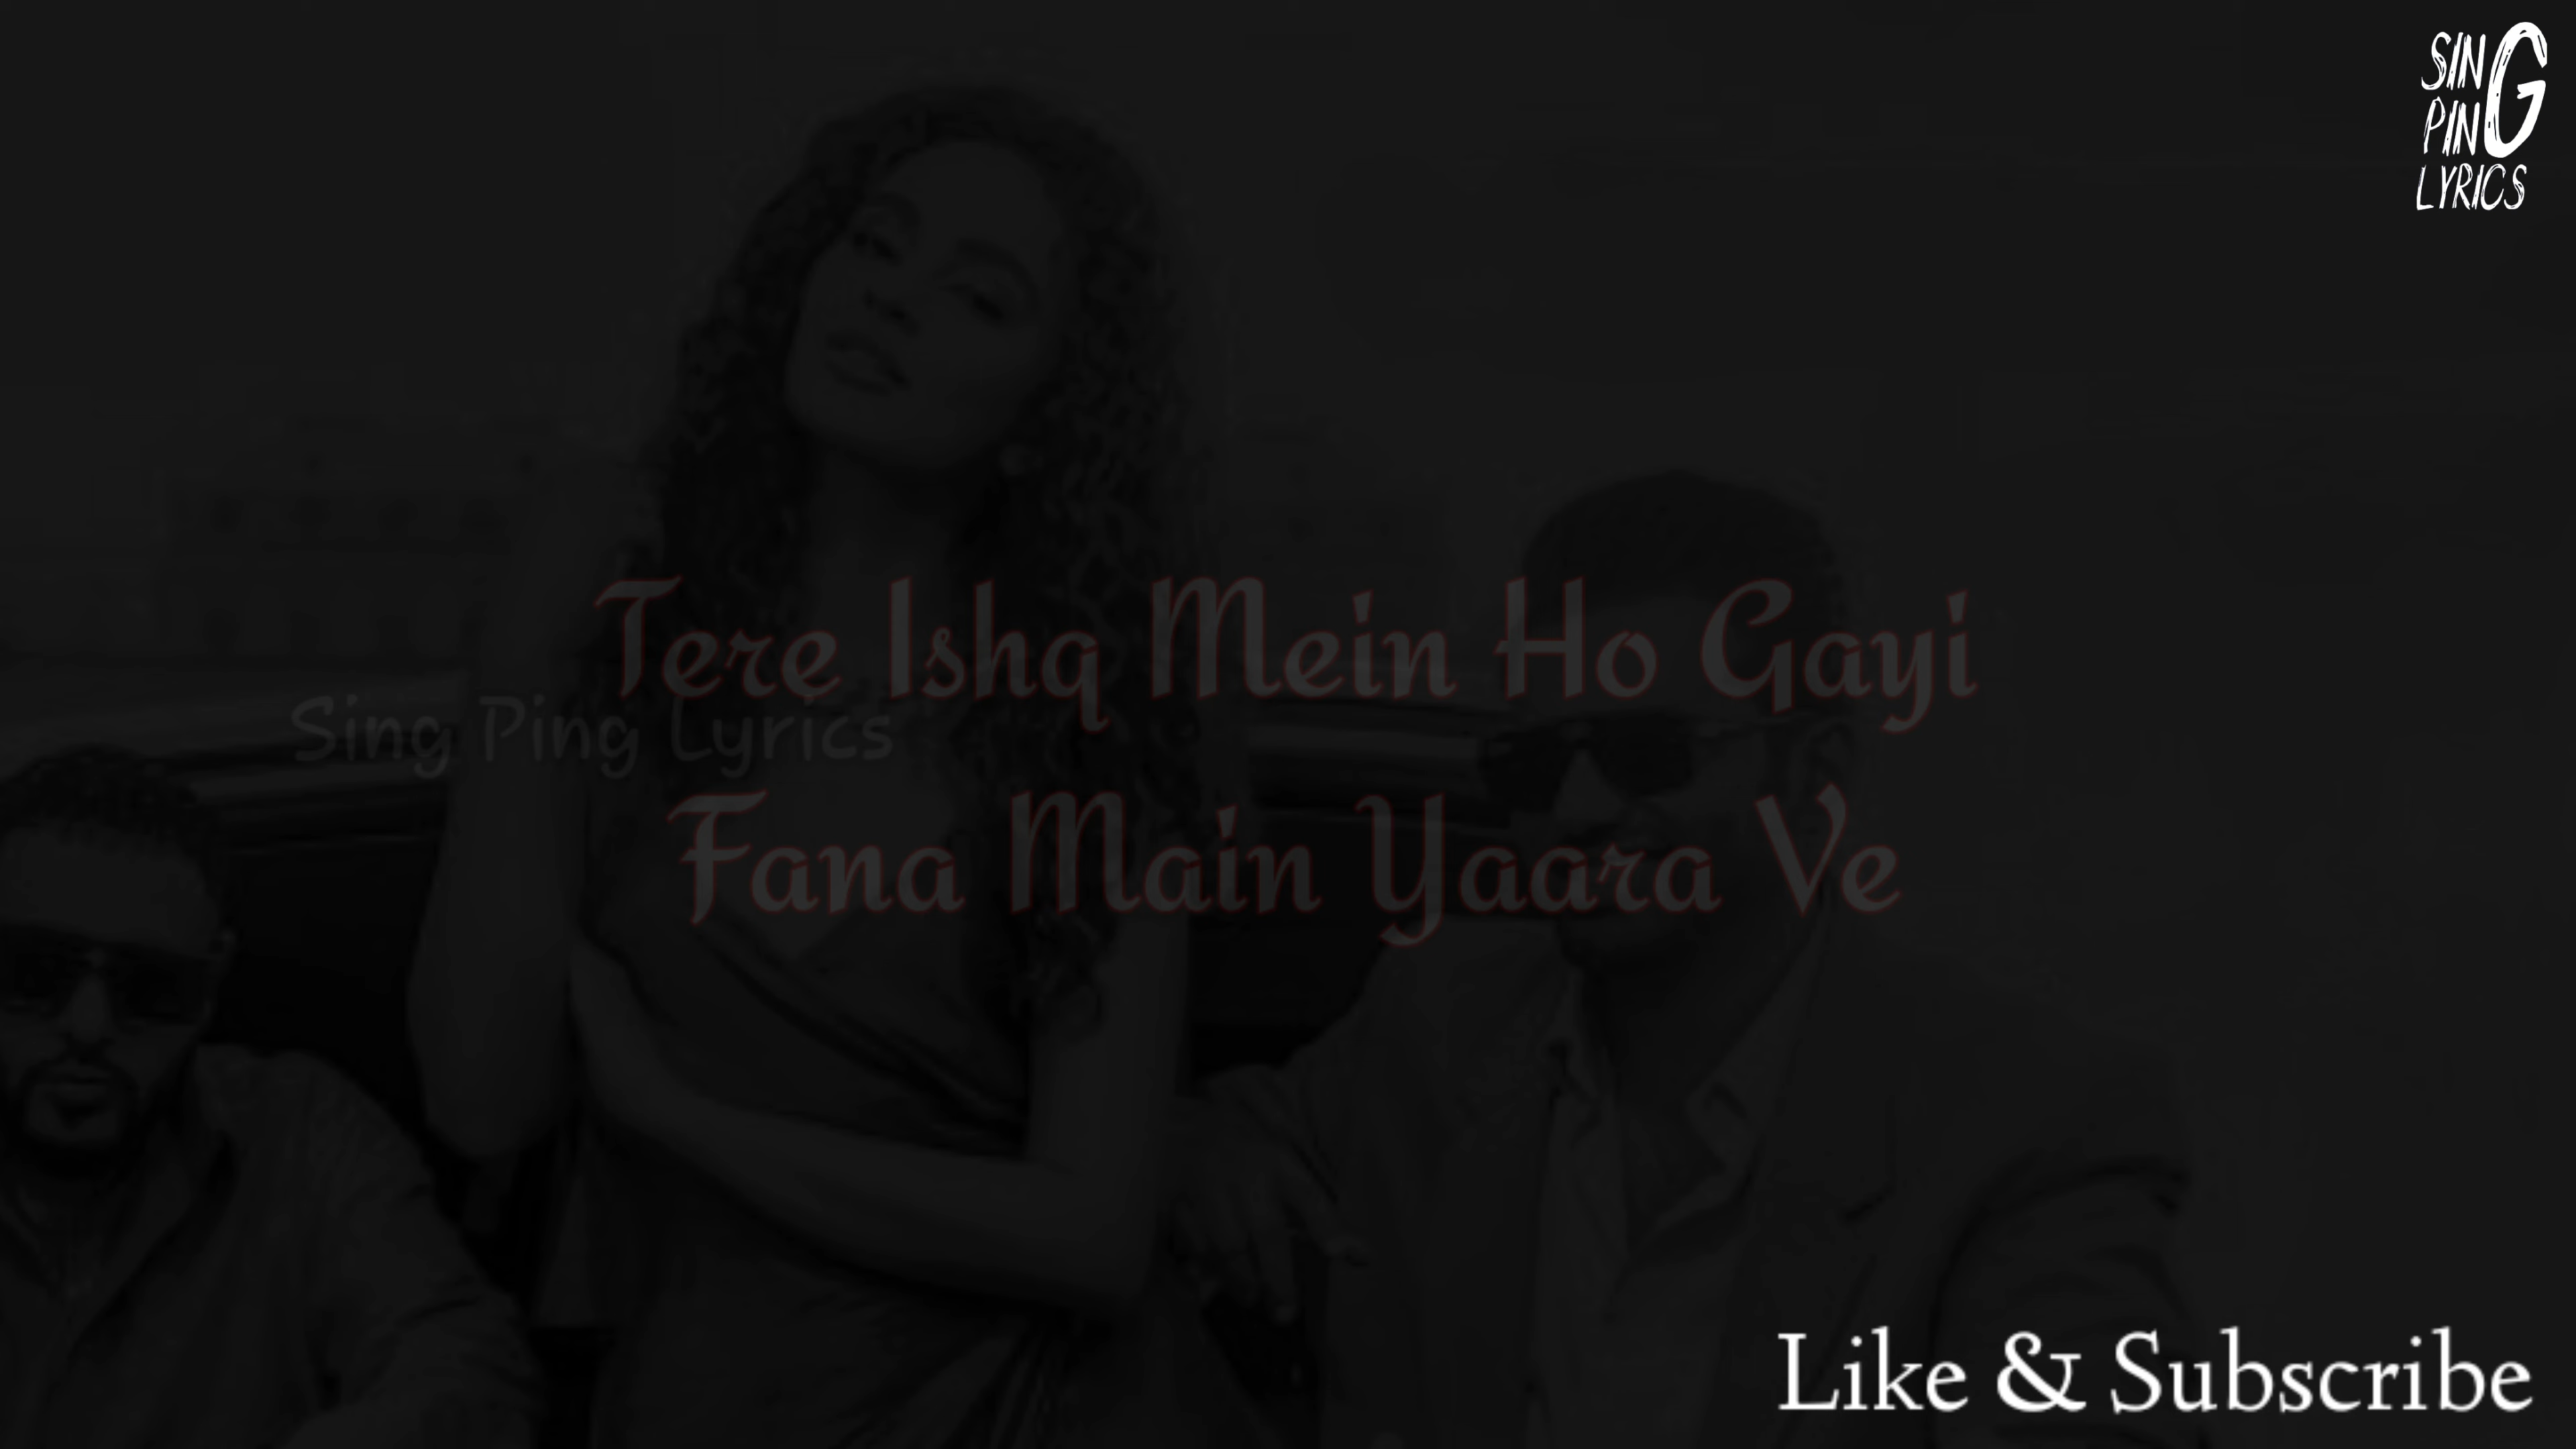 SING
PING
LYRICS
Tere Ishq Mein Ho Gayi
Sing Ping Lyrics
Fana Main Yaara Ve
Like & Subscribe